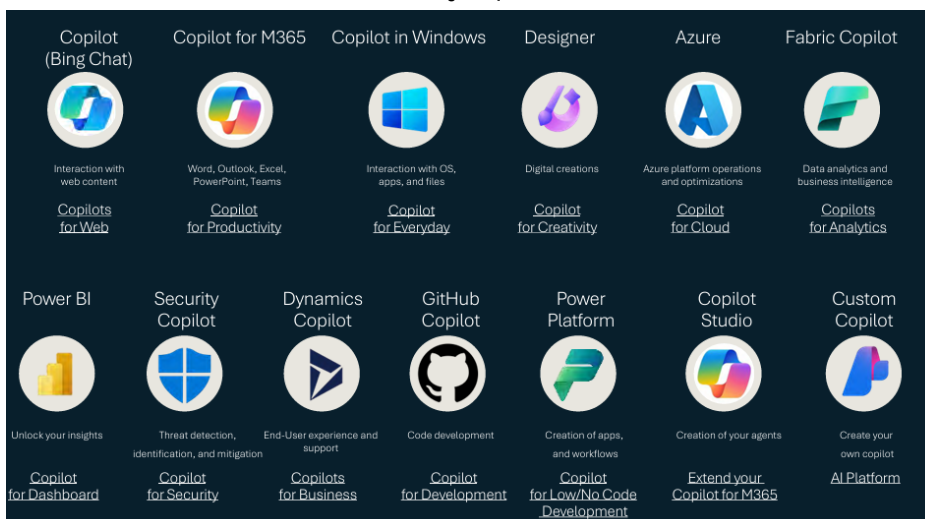 Copilot
(Bing Chat)
Copilot for M365
Copilot in Windows
Designer
Azure
Fabric Copilot
Interaction with
web content
Word, Outlook, Excel,
PowerPoint, Teams
Interaction with OS,
apps, and files
Digital creations
Azure platform operations
and optimizations
Data analytics and
business intelligence
Copilots
for Web
Copilot
for Productivity
Copilot
for Everyday
Copilot
for Creativity
Copilot
for Cloud
Copilots
for Analytics
Power BI
Security
Copilot
Dynamics
Copilot
GitHub
Copilot
Power
Platform
Copilot
Studio
Custom
Copilot
Unlock your insights
Threat detection,
identification, and mitigation
End-User experience and
support
Code development
Creation of apps,
and workflows
Creation of your agents
Create your
own copilot
Copilot
for Dashboard
Copilot
for Security
Copilots
for Business
Copilot
for Development
Copilot
for Low/No Code
Development
Extend your
Copilot for M365
AI Platform